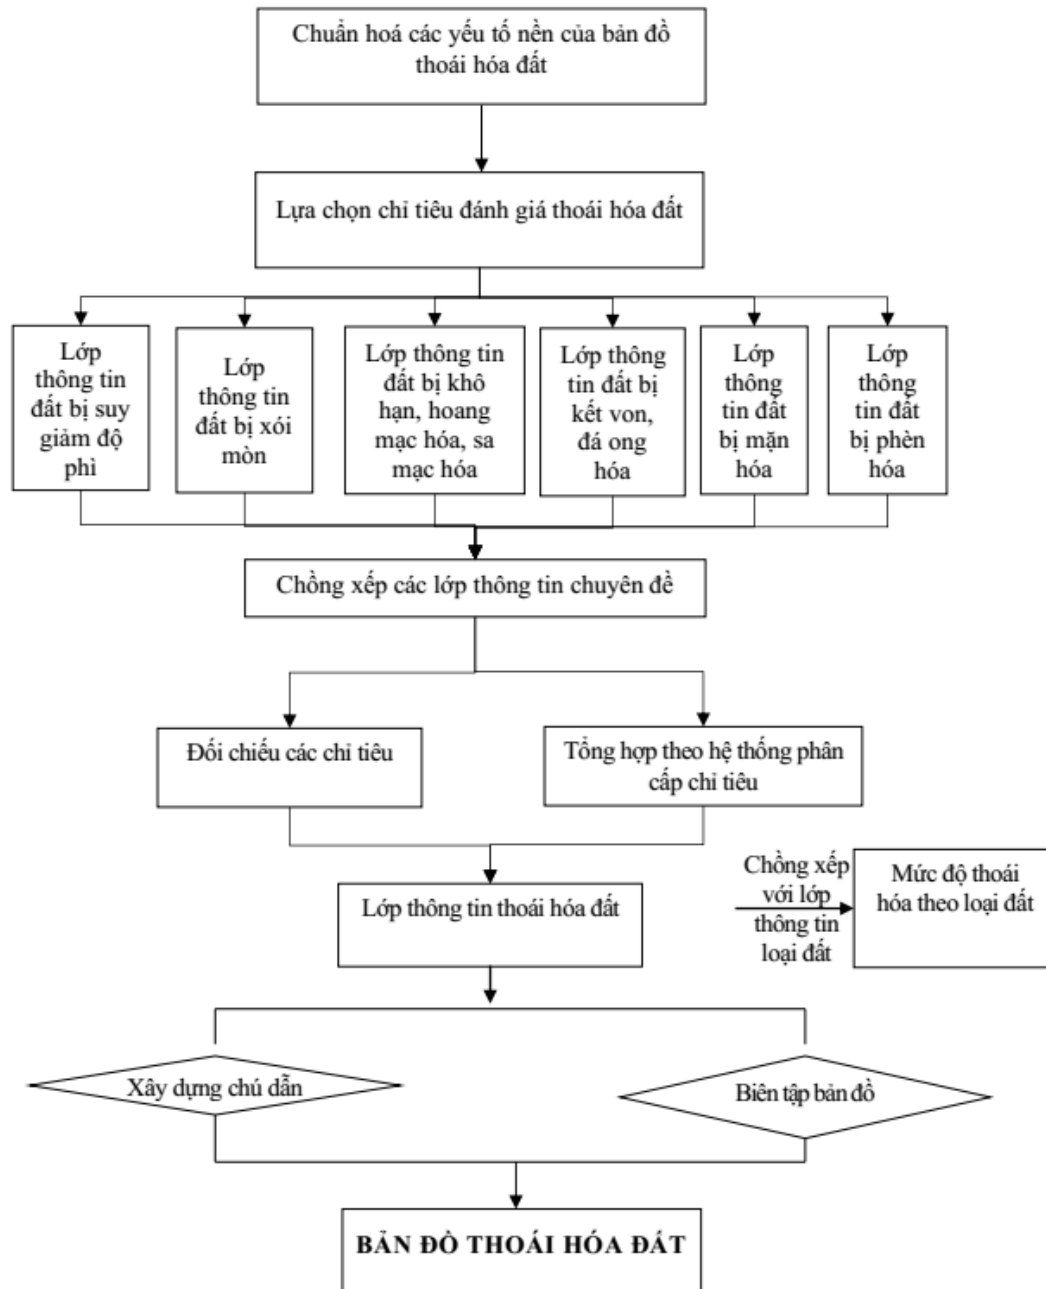 Chuẩn hoá các yếu tố nền của bản đồ
thoái hóa đất
Lựa chọn chỉ tiêu đánh giá thoái hóa đất
Lớp
thông tin
đất bị suy
giảm độ
phì
Lớp
thông tin
đất bị xói
mòn
Lớp thông tin
đất bị khô
hạn, hoang
mạc hóa, sa
mạc hóa
Lớp thông
tin đất bị
kết von,
đá ong
hóa
Lớp
thông
tin đất
bị mặn
hóa
Lớp
thông
tin đất
bị phèn
hóa
Chồng xếp các lớp thông tin chuyên đề
Đối chiếu các chỉ tiêu
Tổng hợp theo hệ thống phân
cấp chỉ tiêu
Lớp thông tin thoái hóa đất
Chồng xếp
với lớp
thông tin
loại đất
Mức độ thoái
hóa theo loại đất
Xây dựng chú dẫn
Biên tập bản đồ
BẢN ĐỒ THOÁI HÓA ĐẤT